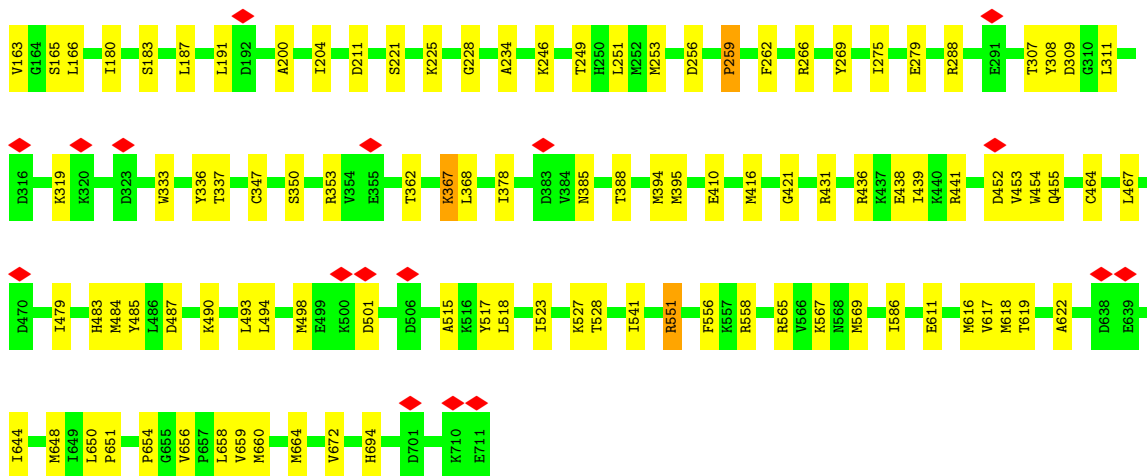 V163 G164 S165 L166 I180 S183 L187 L191 D192 A200 I204 D211 S221 K225 G228 A234 K246 T249 H250 L251 M252 M253 D256 P259 F262 R266 Y269 I275 E279 R288 E291 T307 Y308 D309 G310 L311
D316 K319 K320 D323 W333 Y336 T337 C347 S350 R353 V354 E355 T362 K367 L368 I378 D383 V384 N385 T388 M394 M395 E410 M416 G421 R431 R436 K437 E438 I439 K440 R441 D452 V453 W454 Q455 C464 L467
D470 I479 H483 M484 Y485 L486 D487 K490 L493 L494 M498 E499 K500 D501 D506 A515 K516 Y517 L518 I523 K527 T528 I541 R551 F556 K557 R558 R565 V566 K567 N568 M569 I586 E611 M616 V617 M618 T619 A622 D638 E639
I644 M648 I649 L650 P651 P654 G655 V656 P657 L658 V659 M660 M664 V672 H694 D701 K710 E711